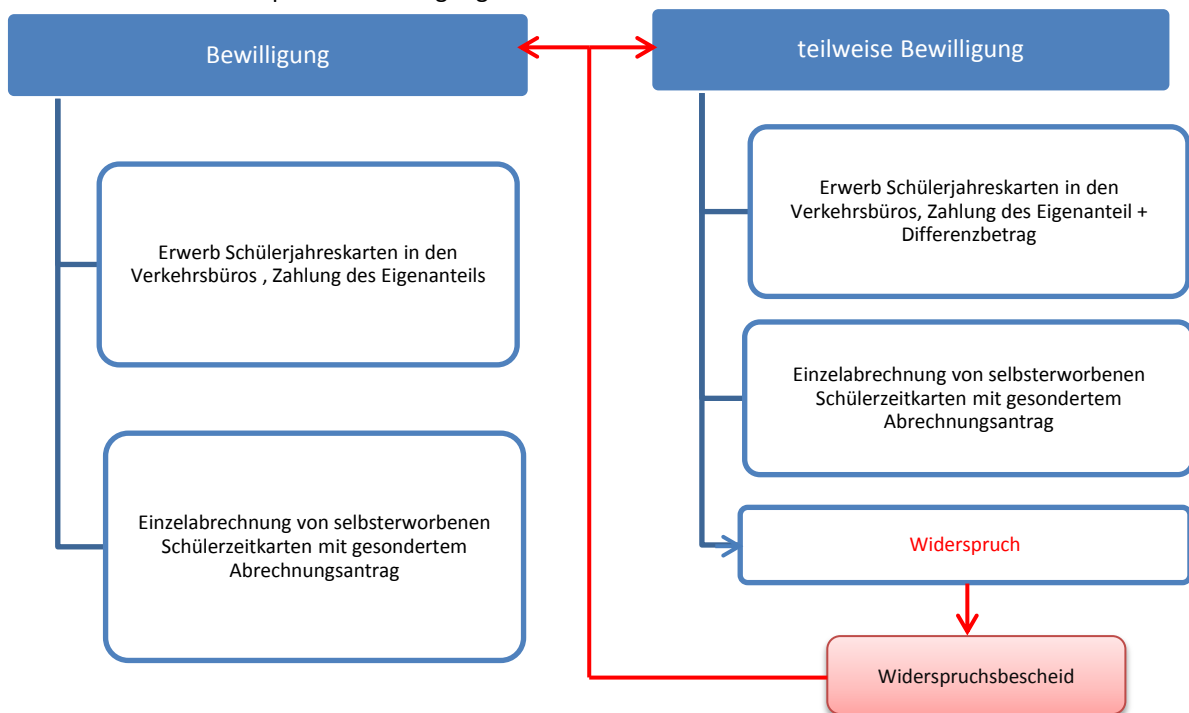 Bewilligung
Erwerb Schülerjahreskarten in den
Verkehrsbüros , Zahlung des Eigenanteils
Einzelabrechnung von selbsterworbenen
Schülerzeitkarten mit gesondertem
Abrechnungsantrag
teilweise Bewilligung
Erwerb Schülerjahreskarten in den
Verkehrsbüros, Zahlung des Eigenanteil +
Differenzbetrag
Einzelabrechnung von selbsterworbenen
Schülerzeitkarten mit gesondertem
Abrechnungsantrag
Widerspruch
Widerspruchsbescheid